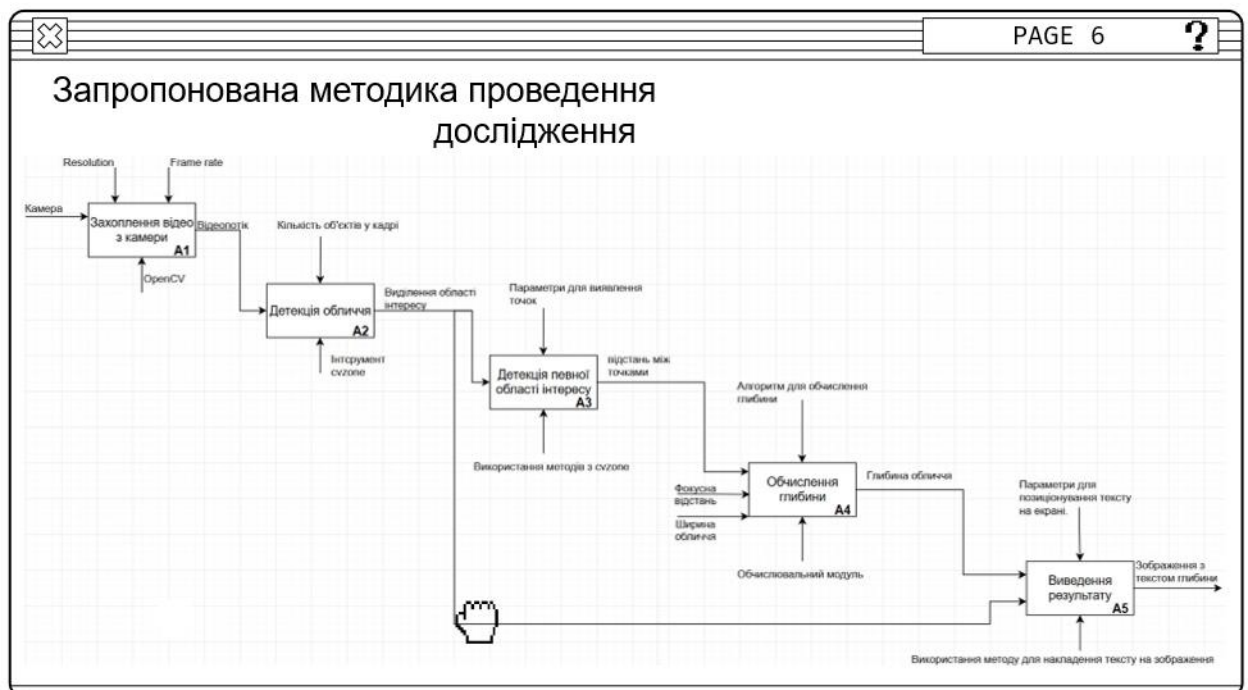 PAGE 6
?
Запропонована методика проведення
дослідження
Resolution
Frame rate
Камера
Захоплення відео
з камери
A1
Відеопотік
OpenCV
Кількість об'єктів у кадрі
Детекція обличчя
A2
Виділення області
інтересу
Інтсрумент
cvzone
Параметри для виявлення
точок
Детекція певної
області інтересу
A3
відстань між
точками
Використання методів з cvzone
Алгоритм для обчислення
глибини
Фокусна
відстань
Ширина
обличчя
Обчислення
глибини
A4
Глибина обличчя
Обчислювальний модуль
Параметри для
позиціонування тексту
на екрані.
Виведення
результату
A5
Зображення з
текстом глибини
Використання методу для накладення тексту на зображення